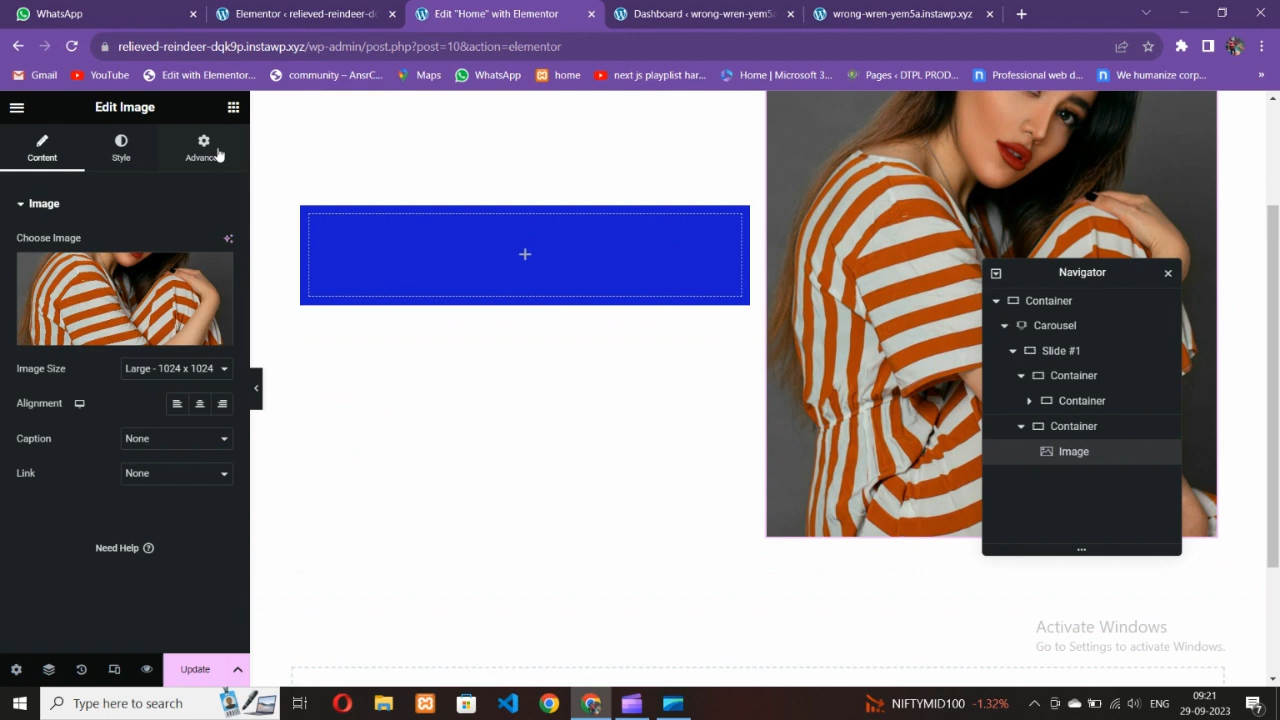 WhatsApp
Elementor ‹ relieved-reindeer-dc
Edit "Home" with Elementor
Dashboard ‹ wrong-wren-yem5a
wrong-wren-yem5a.instawp.xyz
relieved-reindeer-dqk9p.instawp.xyz/wp-admin/post.php?post=10&action=elementor
Gmail
YouTube
Edit with Elementor...
community – AnsrC...
Maps
WhatsApp
home
next js playlist har...
Home | Microsoft 3...
Pages ‹ DTPL PROD...
Professional web d...
We humanize corp...
»
Edit Image
Content
Style
Advanced
Image
Choose Image
Image Size
Large - 1024 x 1024
Alignment
Caption
None
Link
None
Need Help
Update
Navigator
Container
Carousel
Slide #1
Container
Container
Container
Image
Activate Windows
Go to Settings to activate Windows.
Type here to search
NIFTYMID100 -1.32%
ENG
09:21
29-09-2023
7